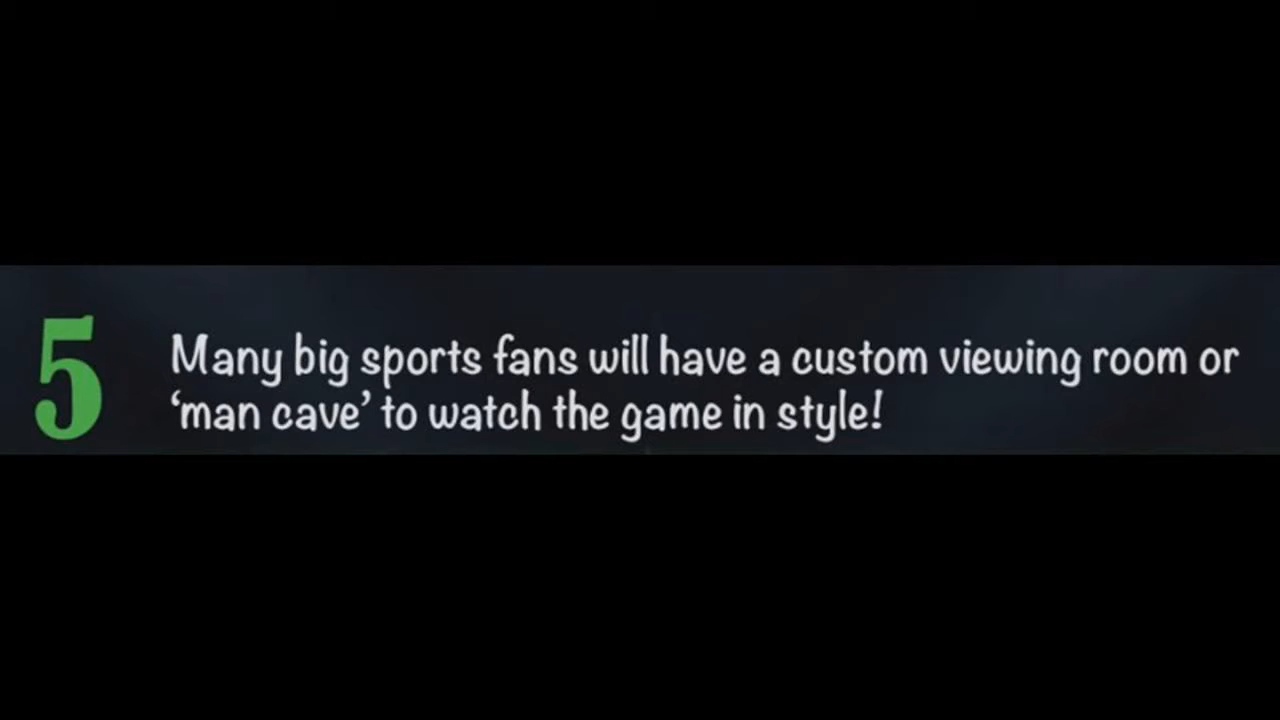 5
Many big sports fans will have a custom viewing room or
‘man cave’ to watch the game in style!